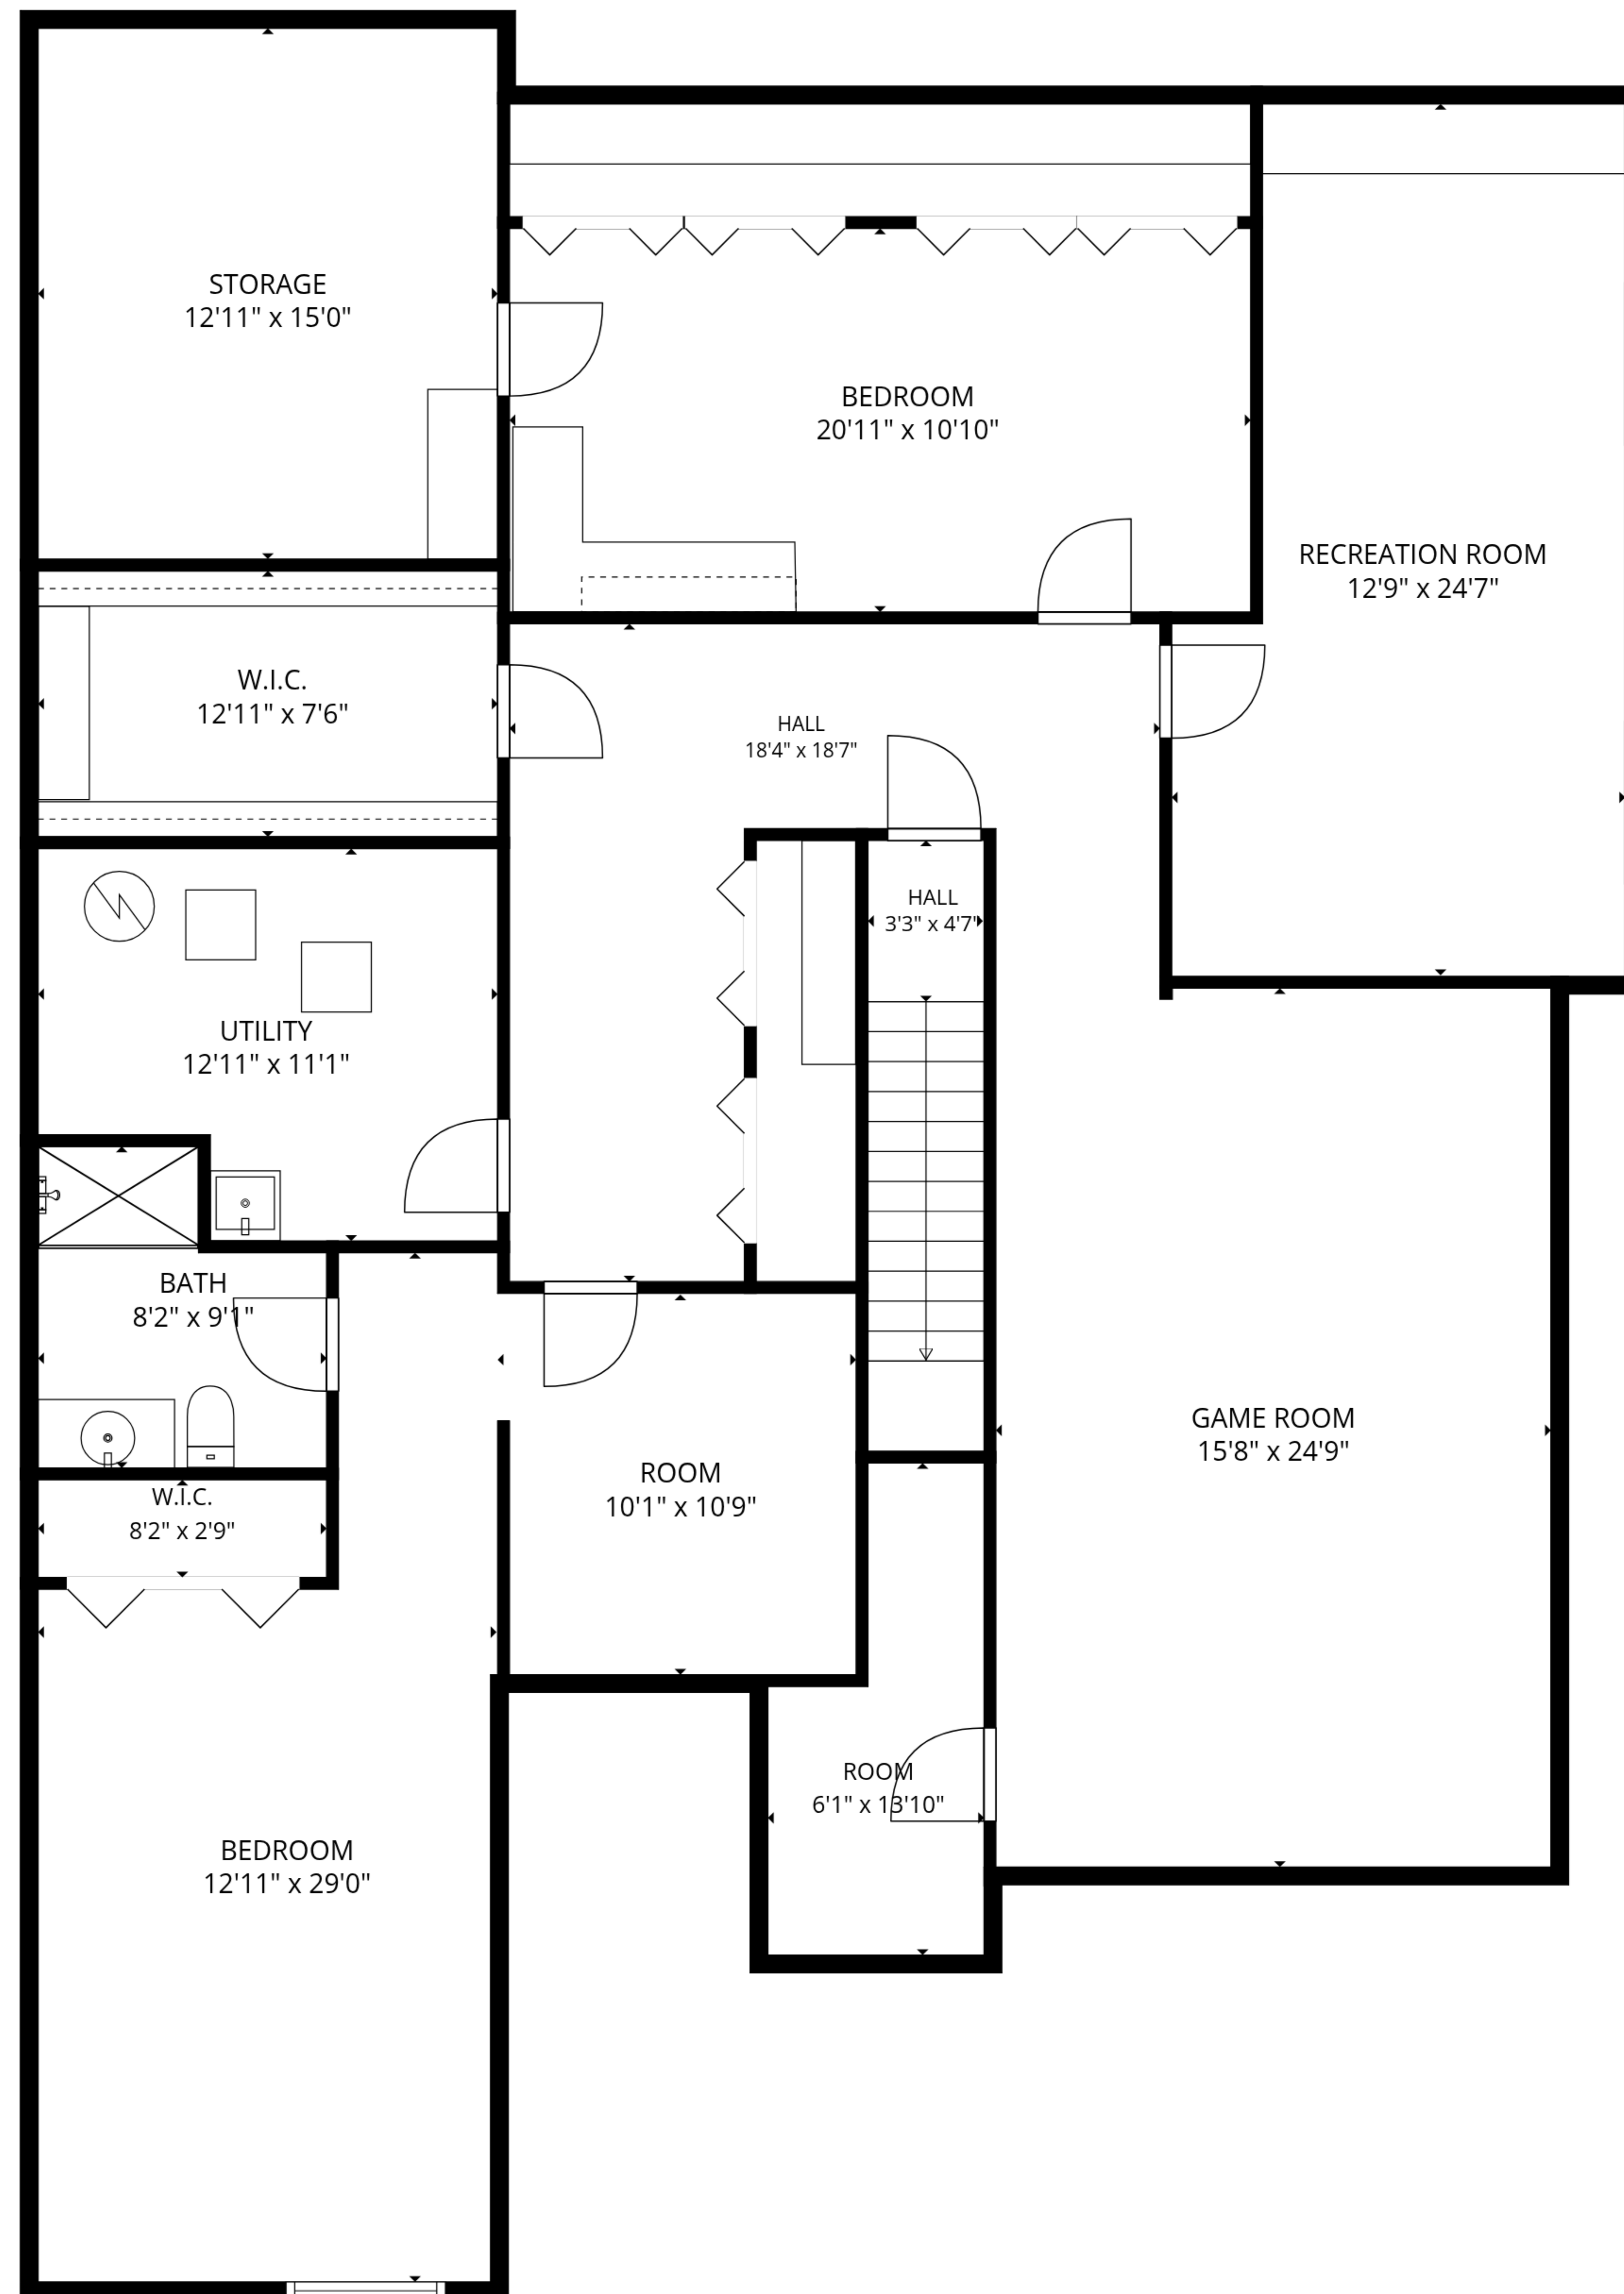 STORAGE
12'11" x 15'0"
BEDROOM
20'11" x 10'10"
RECREATION ROOM
12'9" x 24'7"
W.I.C.
12'11" x 7'6"
HALL
18'4" x 18'7"
HALL
3'3" x 4'7"
UTILITY
12'11" x 11'1"
BATH
8'2" x 9'1"
GAME ROOM
15'8" x 24'9"
ROOM
10'1" x 10'9"
W.I.C.
8'2" x 2'9"
ROOM
6'1" x 13'10"
BEDROOM
12'11" x 29'0"